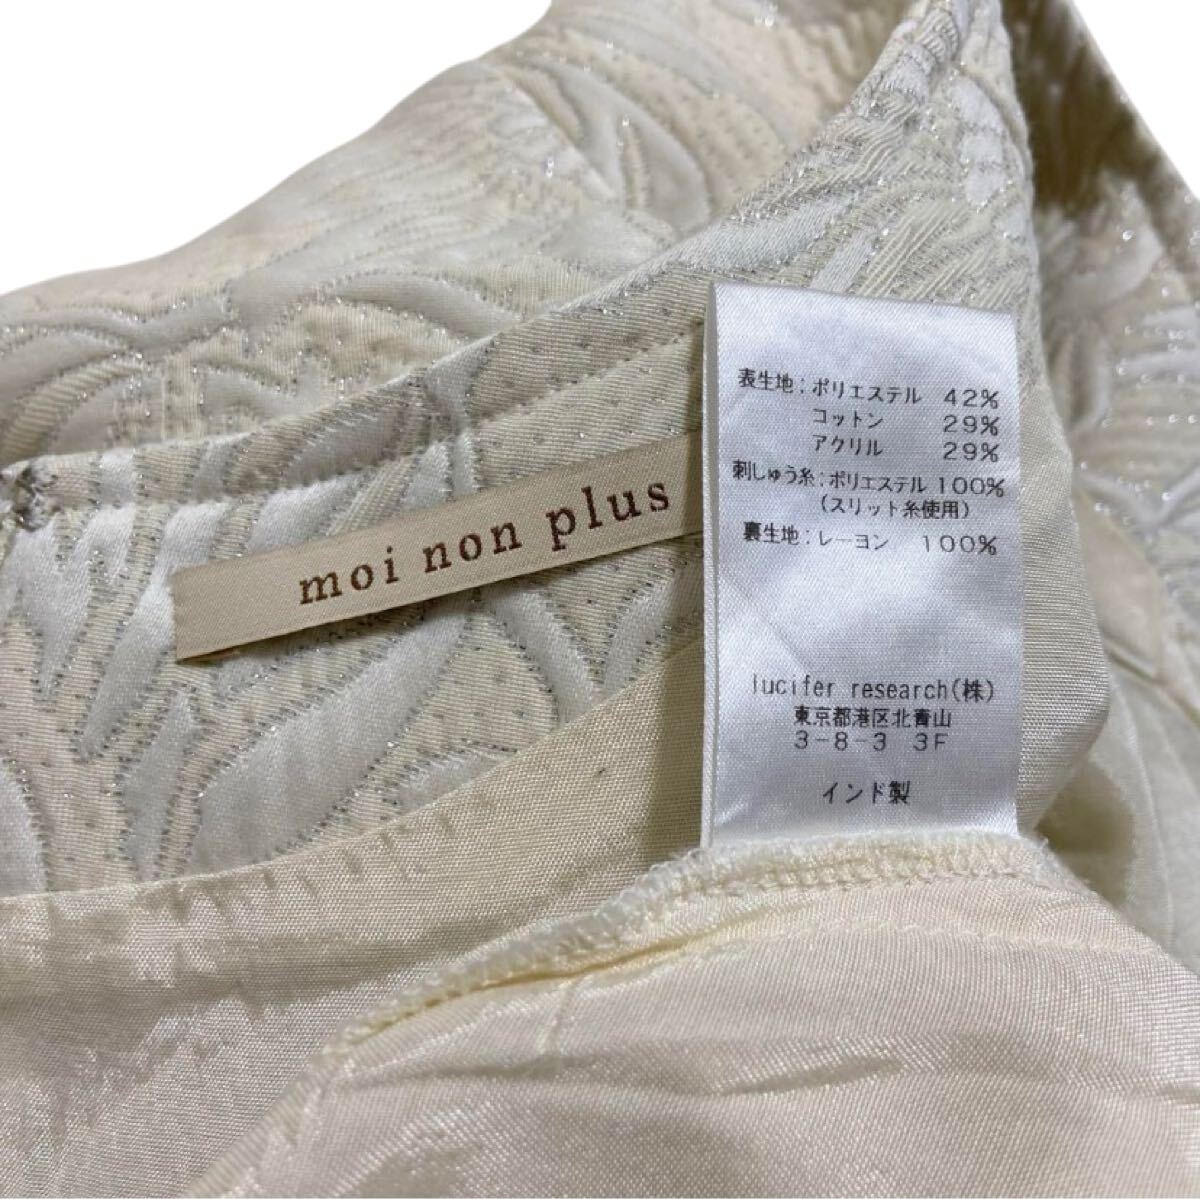 moi non plus
表生地:ポリエステル 42%
コットン 29%
アクリル 29%
刺しゅう糸:ポリエステル 100%
(スリット糸使用)
裏生地:レーヨン 100%
lucifer research(株)
東京都港区北青山
3-8-3 3F
インド製